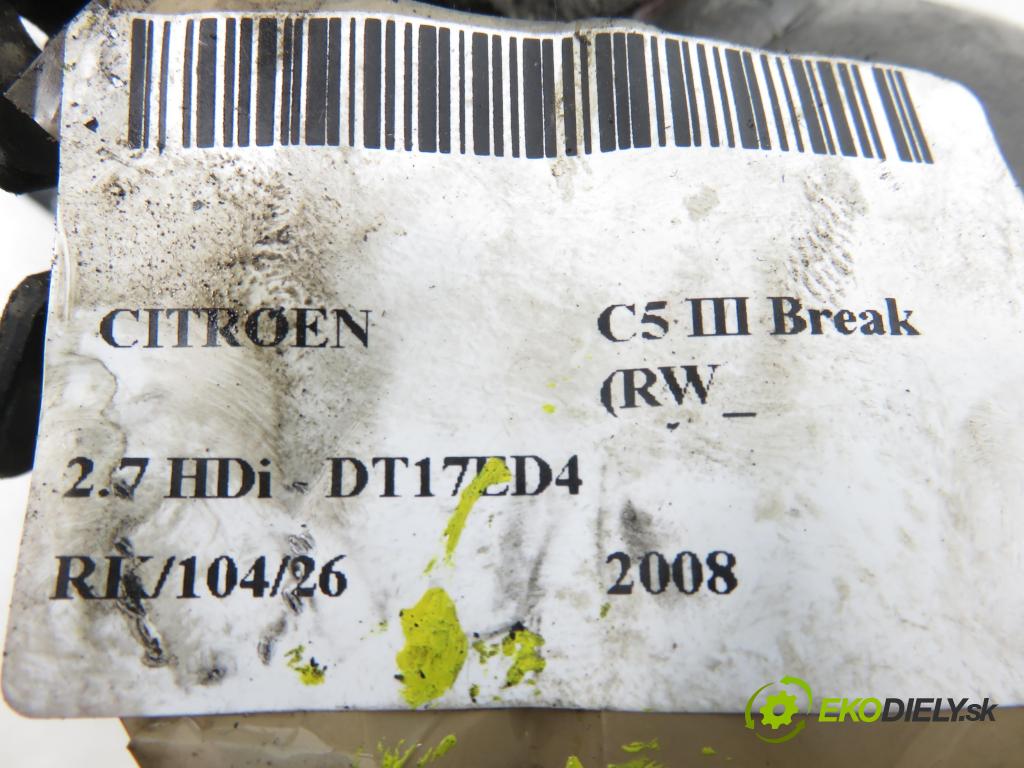 CITROEN C5 III Break
(RW_
2.7 HDi - DT17ED4
RK/104/26 2008
EKODIELY.sk